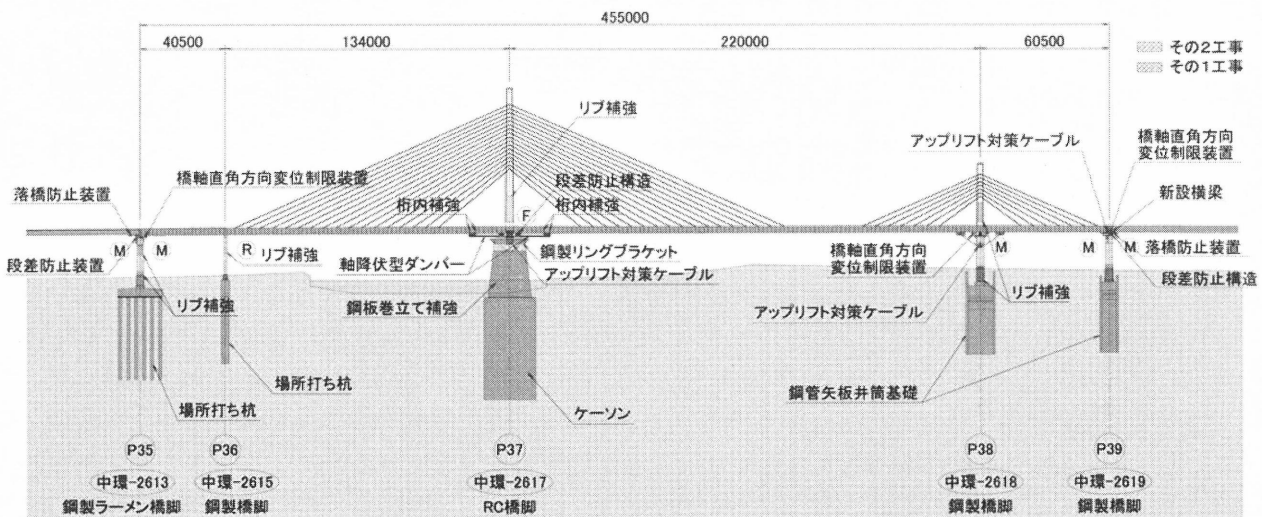 455000
40500
134000
220000
60500
その2工事
その1工事
リブ補強
アップリフト対策ケーブル
橋軸直角方向
変位制限装置
落橋防止装置
橋軸直角方向変位制限装置
段差防止構造
桁内補強
F
桁内補強
新設横梁
M
M
R
リブ補強
軸降伏型ダンパー
鋼製リングブラケット
橋軸直角方向
変位制限装置
M
M
M
落橋防止装置
段差防止装置
アップリフト対策ケーブル
段差防止構造
リブ補強
鋼板巻立て補強
アップリフト対策ケーブル
リブ補強
場所打ち杭
場所打ち杭
ケーソン
鋼管矢板井筒基礎
P35
P36
P37
P38
P39
中環-2613
中環-2615
中環-2617
中環-2618
中環-2619
鋼製ラーメン橋脚
鋼製橋脚
RC橋脚
鋼製橋脚
鋼製橋脚